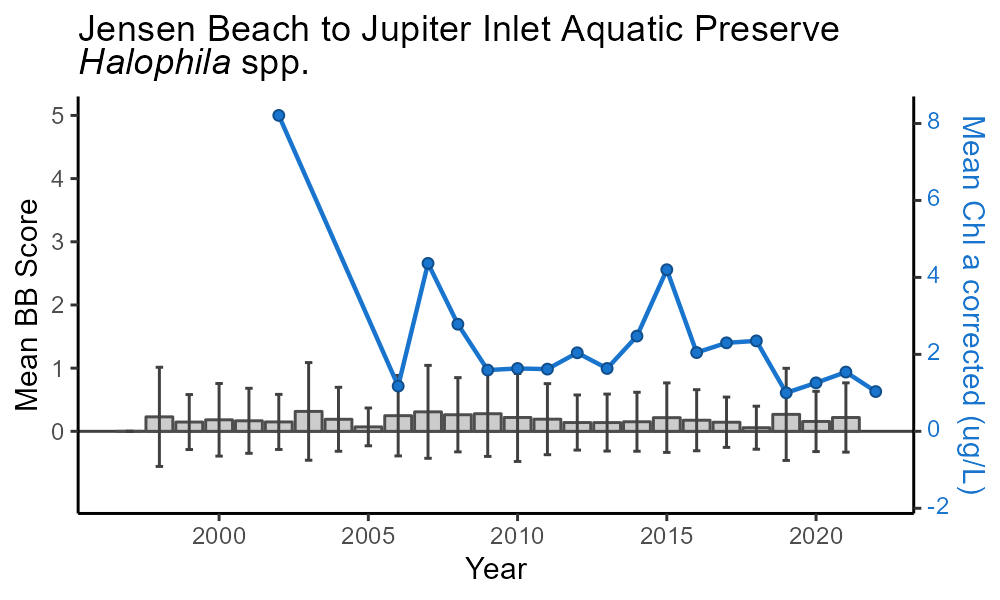 Jensen Beach to Jupiter Inlet Aquatic Preserve
Halophila spp.
5
4
3
2
1
0
Mean BB Score
8
6
4
2
0
-2
Mean Chl a corrected (ug/L)
2000 2005 2010 2015 2020
Year